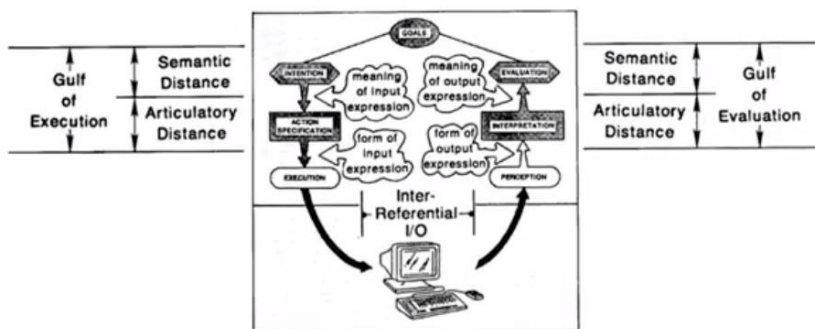 GOALS
Gulf
of
Execution
Semantic
Distance
Articulatory
Distance
INTENTION
meaning
of input
expression
ACTION
SPECIFICATION
form of
input
expression
EXECUTION
meaning
of output
expression
EVALUATION
form of
output
expression
INTERPRETATION
PERCEPTION
Inter-
Referential
I/O
Semantic
Distance
Articulatory
Distance
Gulf
of
Evaluation